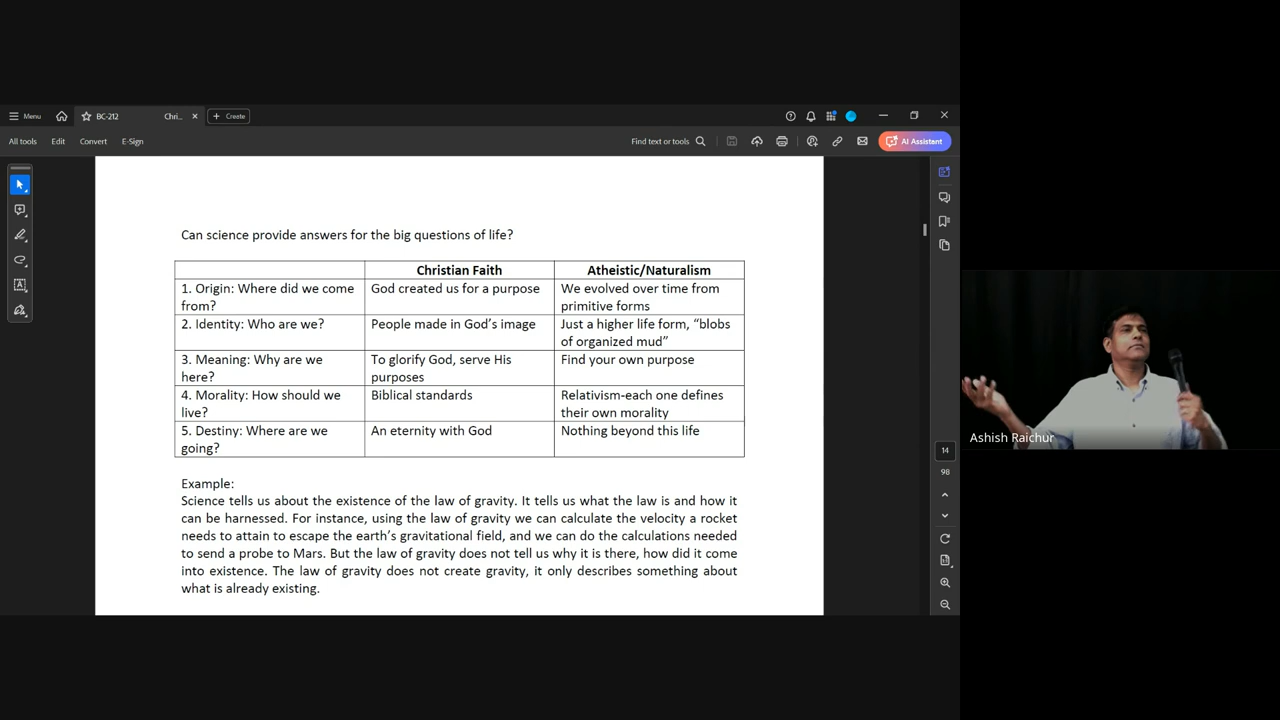 Menu
BC-212
Chri...
Create
All tools
Edit
Convert
E-Sign
Find text or tools
AI Assistant
Can science provide answers for the big questions of life?
Christian Faith
Atheistic/Naturalism
1. Origin: Where did we come
from?
God created us for a purpose
We evolved over time from
primitive forms
2. Identity: Who are we?
People made in God's image
Just a higher life form, “blobs
of organized mud”
3. Meaning: Why are we
here?
To glorify God, serve His
purposes
Find your own purpose
4. Morality: How should we
live?
Biblical standards
Relativism-each one defines
their own morality
5. Destiny: Where are we
going?
An eternity with God
Nothing beyond this life
Example:
Science tells us about the existence of the law of gravity. It tells us what the law is and how it
can be harnessed. For instance, using the law of gravity we can calculate the velocity a rocket
needs to attain to escape the earth's gravitational field, and we can do the calculations needed
to send a probe to Mars. But the law of gravity does not tell us why it is there, how did it come
into existence. The law of gravity does not create gravity, it only describes something about
what is already existing.
14
98
Ashish Raichur